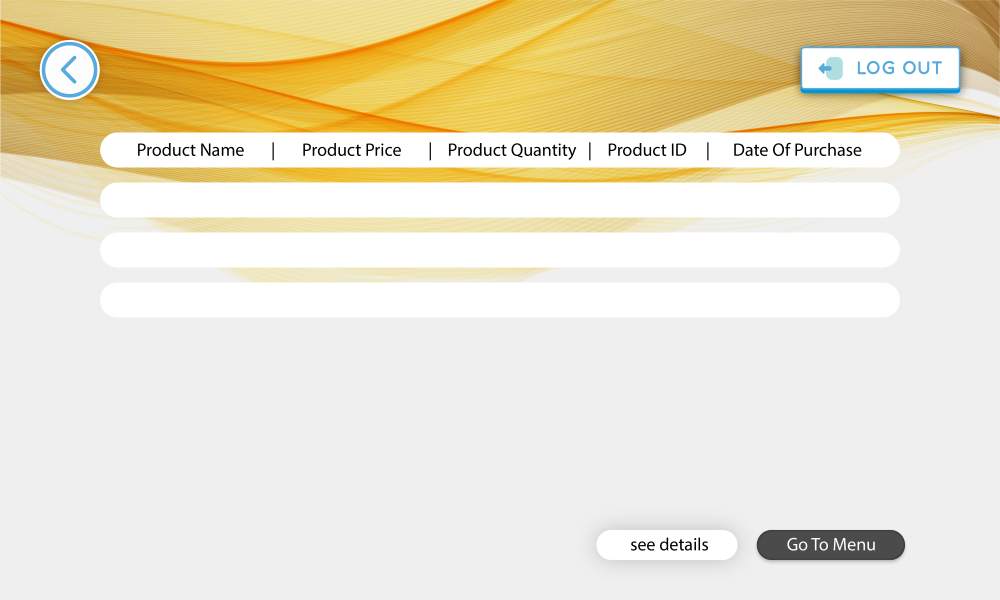 LOG OUT
Product Name | Product Price | Product Quantity | Product ID | Date Of Purchase
see details
Go To Menu